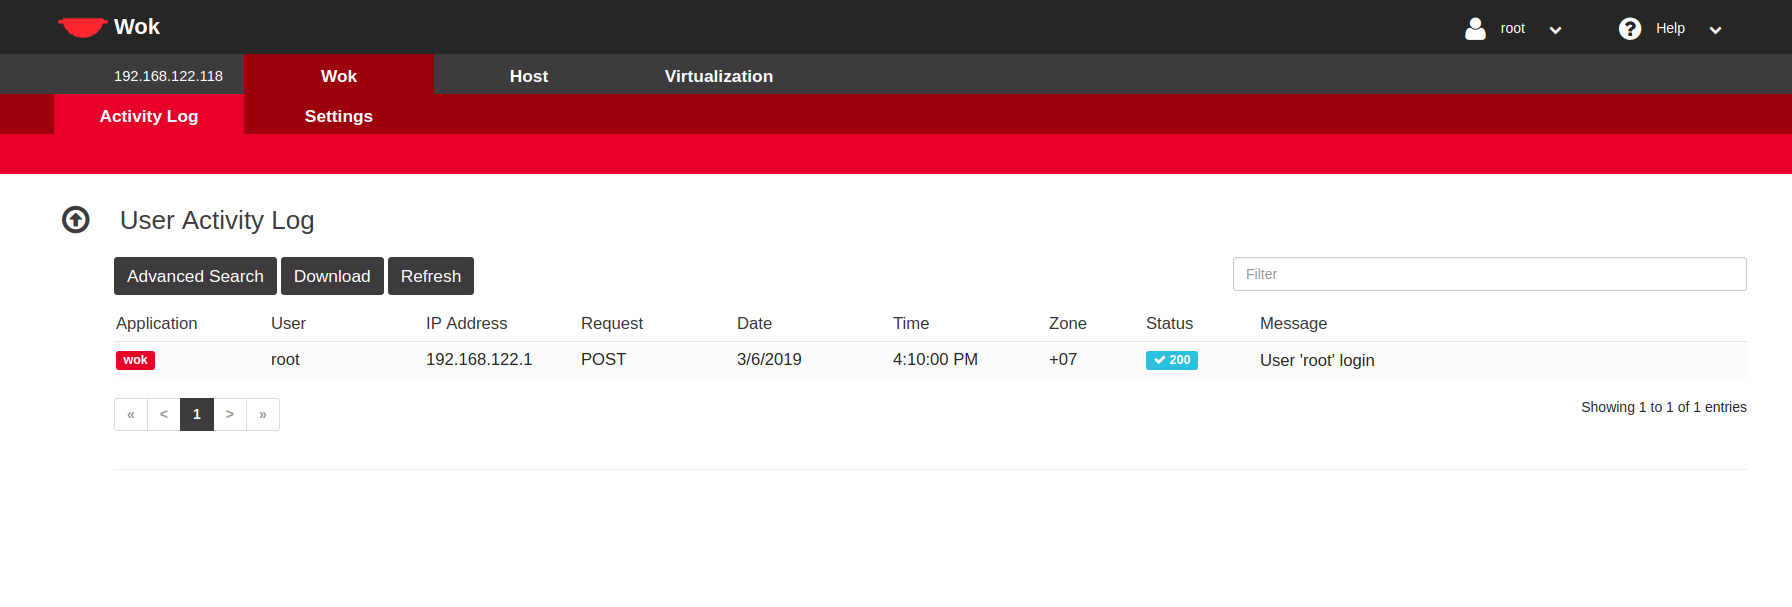 Wok root Help
192.168.122.118 Wok Host Virtualization
Activity Log Settings
User Activity Log
Advanced Search Download Refresh Filter
Application User IP Address Request Date Time Zone Status Message
wok root 192.168.122.1 POST 3/6/2019 4:10:00 PM +07 200 User 'root' login
« < 1 > » Showing 1 to 1 of 1 entries